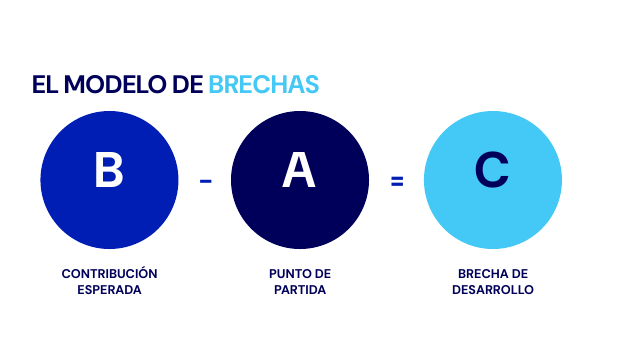 EL MODELO DE BRECHAS
B - A = C
CONTRIBUCIÓN
ESPERADA
PUNTO DE
PARTIDA
BRECHA DE
DESARROLLO